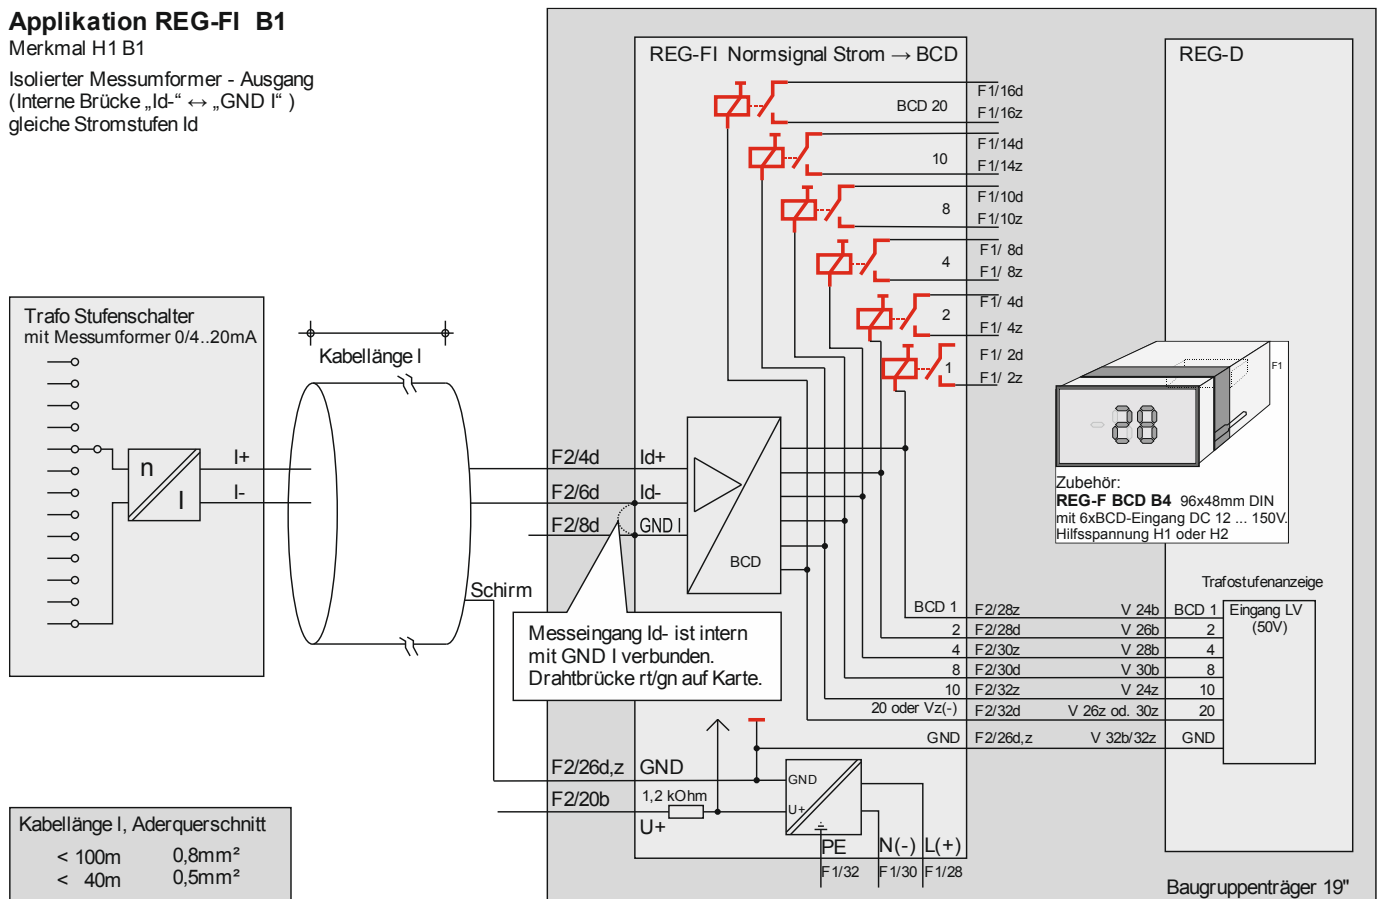 Applikation REG-FI B1
Merkmal H1 B1
Isolierter Messumformer - Ausgang
(Interne Brücke „Id-“ ↔ „GND I“ )
gleiche Stromstufen Id
REG-FI Normsignal Strom → BCD
REG-D
BCD 20
F1/16d
F1/16z
10
F1/14d
F1/14z
8
F1/10d
F1/10z
4
F1/ 8d
F1/ 8z
2
F1/ 4d
F1/ 4z
1
F1/ 2d
F1/ 2z
Trafo Stufenschalter
mit Messumformer 0/4..20mA
n
I
I+
I-
Kabellänge l
Schirm
F2/4d Id+
F2/6d Id-
F2/8d GND I
BCD
Messeingang Id- ist intern
mit GND I verbunden.
Drahtbrücke rt/gn auf Karte.
F1
-28
Zubehör:
REG-F BCD B4 96x48mm DIN
mit 6xBCD-Eingang DC 12 ... 150V.
Hilfsspannung H1 oder H2
Trafostufenanzeige
Eingang LV
(50V)
BCD 1 F2/28z V 24b BCD 1
2 F2/28d V 26b 2
4 F2/30z V 28b 4
8 F2/30d V 30b 8
10 F2/32z V 24z 10
20 oder Vz(-) F2/32d V 26z od. 30z 20
GND F2/26d,z V 32b/32z GND
F2/26d,z GND
F2/20b 1,2 kOhm
U+
GND
U+
PE N(-) L(+)
F1/32 F1/30 F1/28
Kabellänge l, Aderquerschnitt
< 100m 0,8mm²
< 40m 0,5mm²
Baugruppenträger 19"